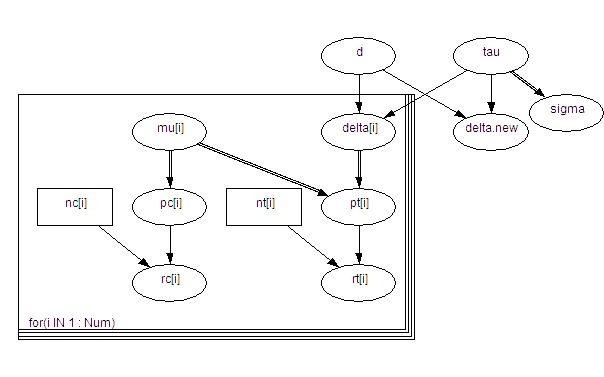 d
tau
sigma
mu[i]
delta[i]
delta.new
nc[i]
pc[i]
nt[i]
pt[i]
rc[i]
rt[i]
for(i IN 1 : Num)